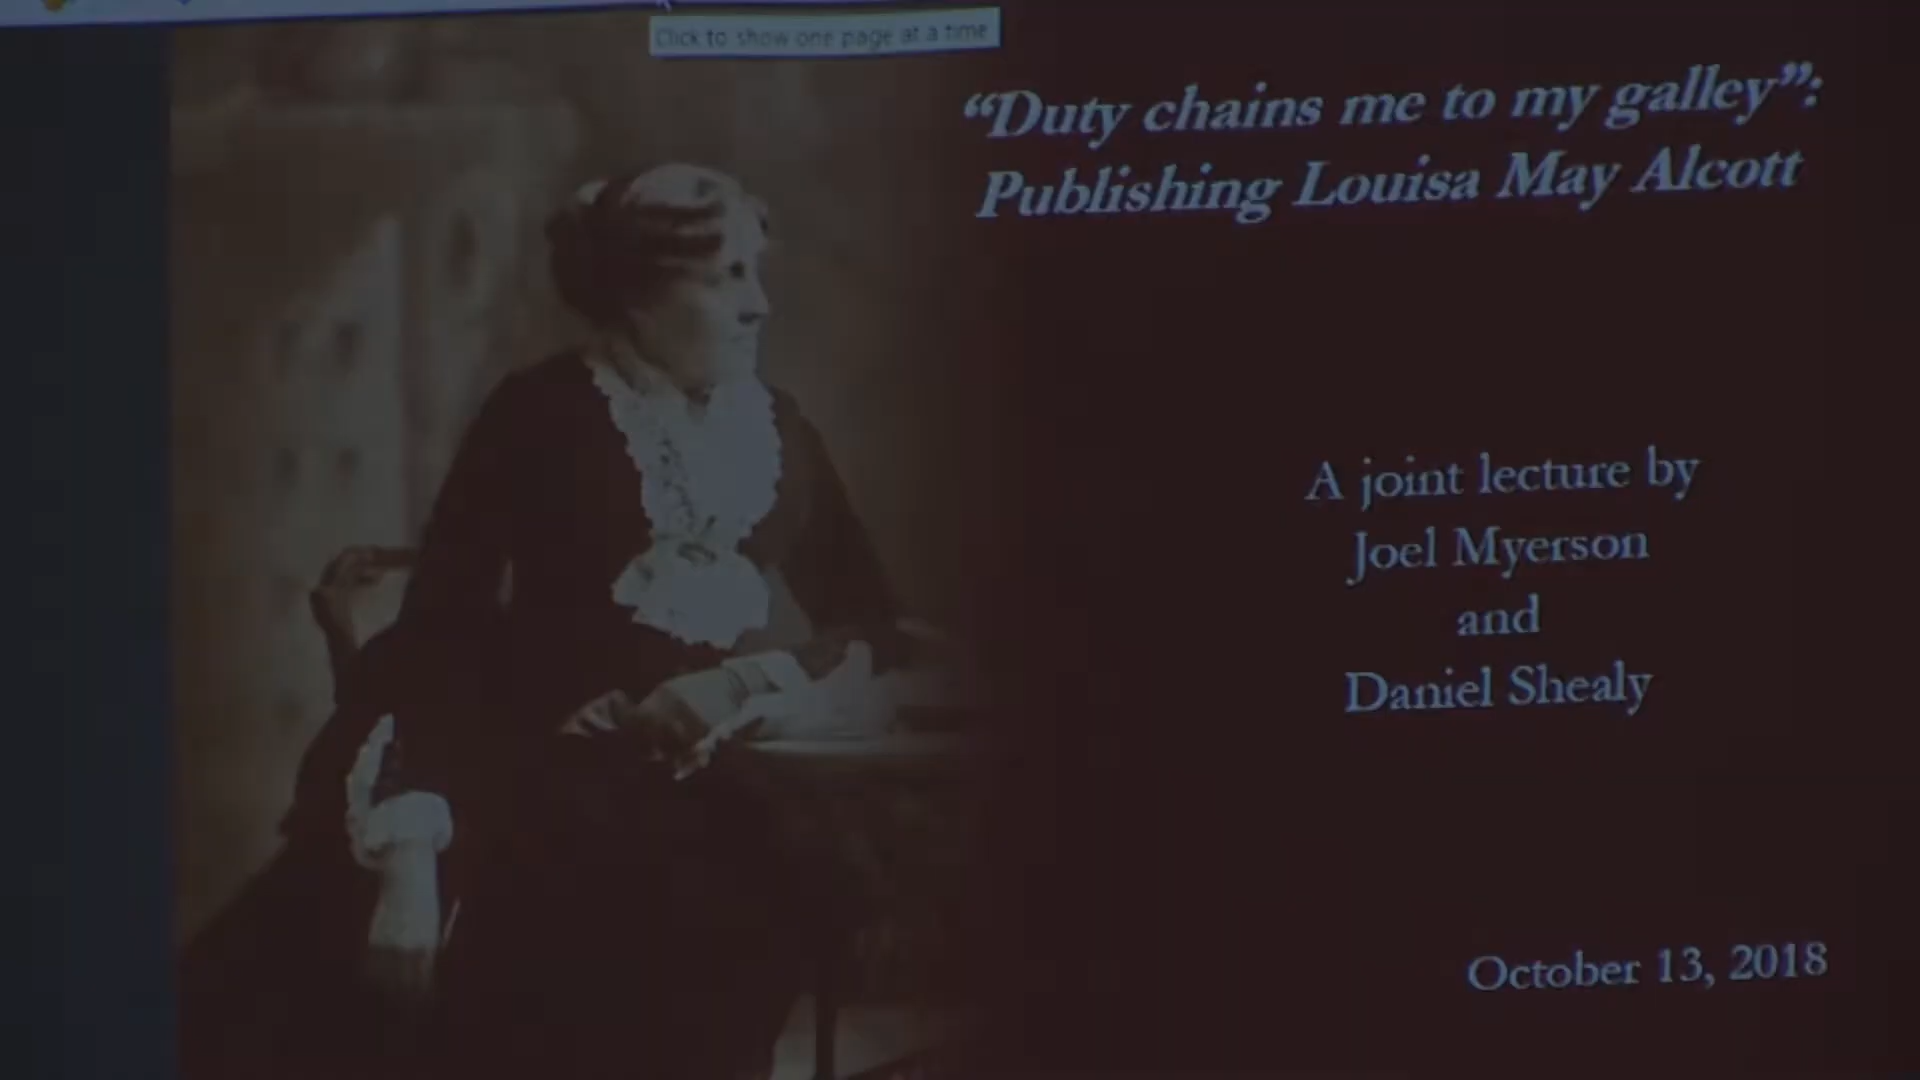 Click to show one page at a time
“Duty chains me to my galley”:
Publishing Louisa May Alcott
A joint lecture by
Joel Myerson
and
Daniel Shealy
October 13, 2018